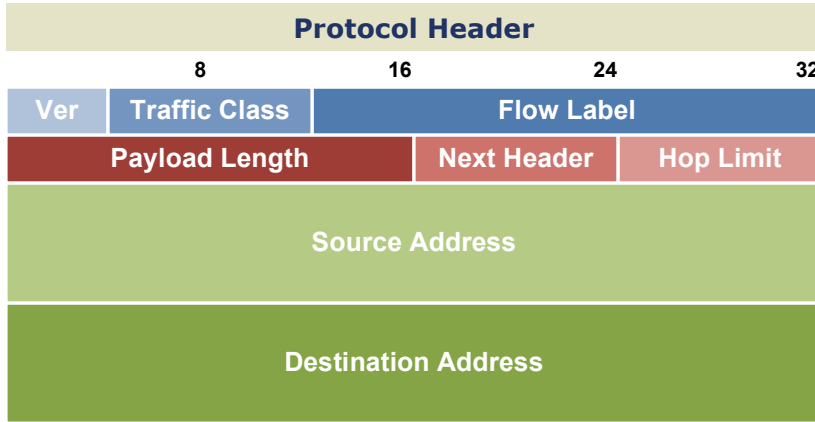 Protocol Header
8 16 24 32
Ver Traffic Class Flow Label
Payload Length Next Header Hop Limit
Source Address
Destination Address